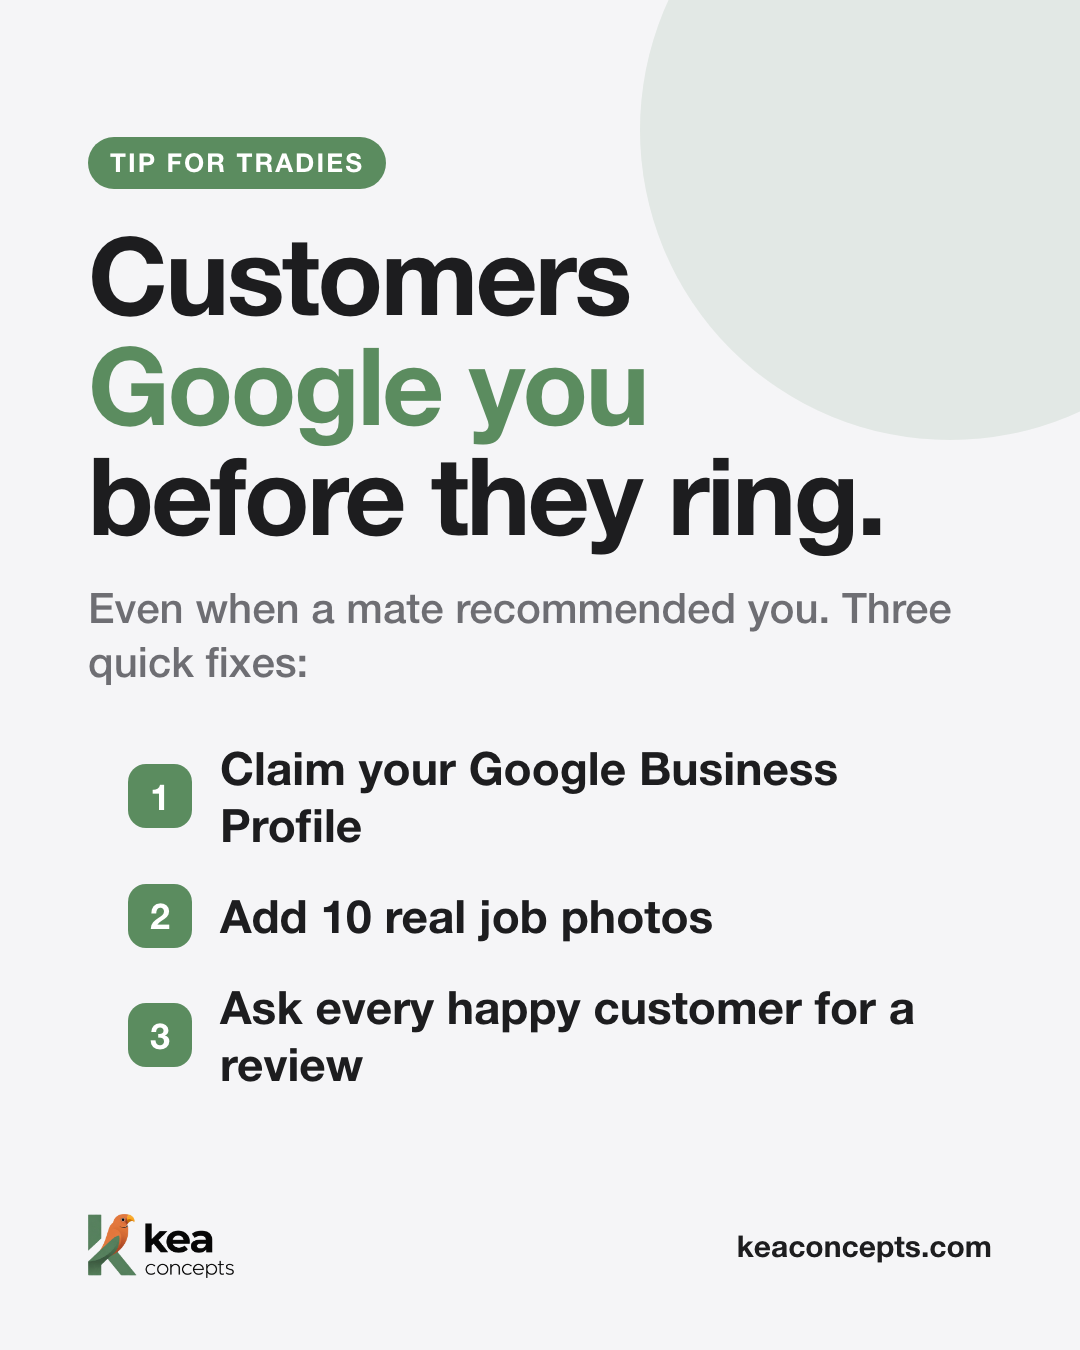 TIP FOR TRADIES
Customers
Google you
before they ring.
Even when a mate recommended you. Three
quick fixes:
1
Claim your Google Business
Profile
2
Add 10 real job photos
3
Ask every happy customer for a
review
kea
concepts
keaconcepts.com